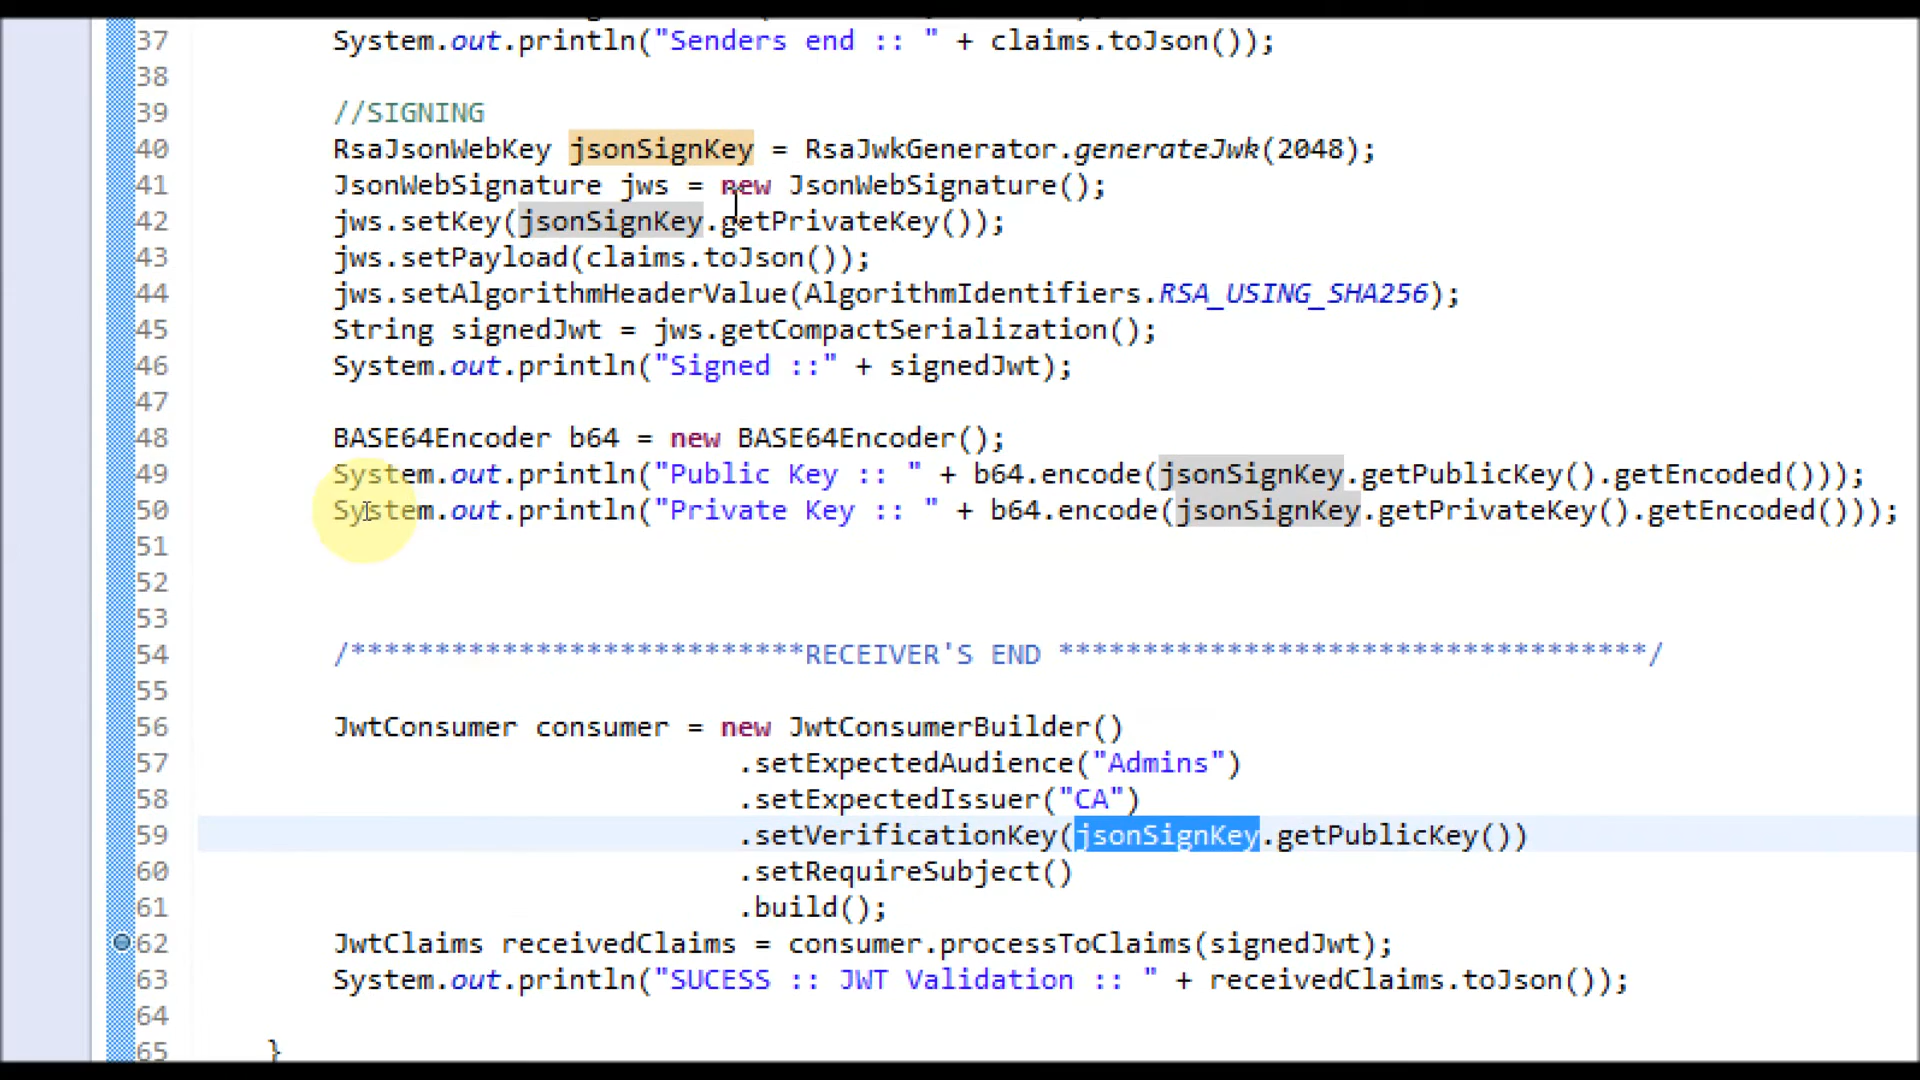 37 System.out.println("Senders end :: " + claims.toJson());
38
39 //SIGNING
40 RsaJsonWebKey jsonSignKey = RsaJwkGenerator.generateJwk(2048);
41 JsonWebSignature jws = new JsonWebSignature();
42 jws.setKey(jsonSignKey.getPrivateKey());
43 jws.setPayload(claims.toJson());
44 jws.setAlgorithmHeaderValue(AlgorithmIdentifiers.RSA_USING_SHA256);
45 String signedJwt = jws.getCompactSerialization();
46 System.out.println("Signed ::" + signedJwt);
47
48 BASE64Encoder b64 = new BASE64Encoder();
49 System.out.println("Public Key :: " + b64.encode(jsonSignKey.getPublicKey().getEncoded()));
50 System.out.println("Private Key :: " + b64.encode(jsonSignKey.getPrivateKey().getEncoded()));
51
52
53
54 /***************************RECEIVER'S END ***********************************/
55
56 JwtConsumer consumer = new JwtConsumerBuilder()
57 .setExpectedAudience("Admins")
58 .setExpectedIssuer("CA")
59 .setVerificationKey(jsonSignKey.getPublicKey())
60 .setRequireSubject()
61 .build();
62 JwtClaims receivedClaims = consumer.processToClaims(signedJwt);
63 System.out.println("SUCESS :: JWT Validation :: " + receivedClaims.toJson());
64
65 }